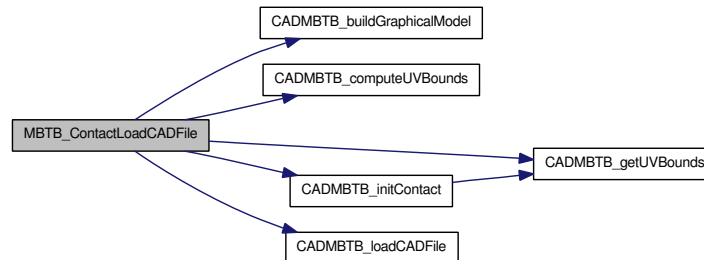 CADMBTB_buildGraphicalModel
CADMBTB_computeUVBounds
MBTB_ContactLoadCADFile
CADMBTB_getUVBounds
CADMBTB_initContact
CADMBTB_loadCADFile